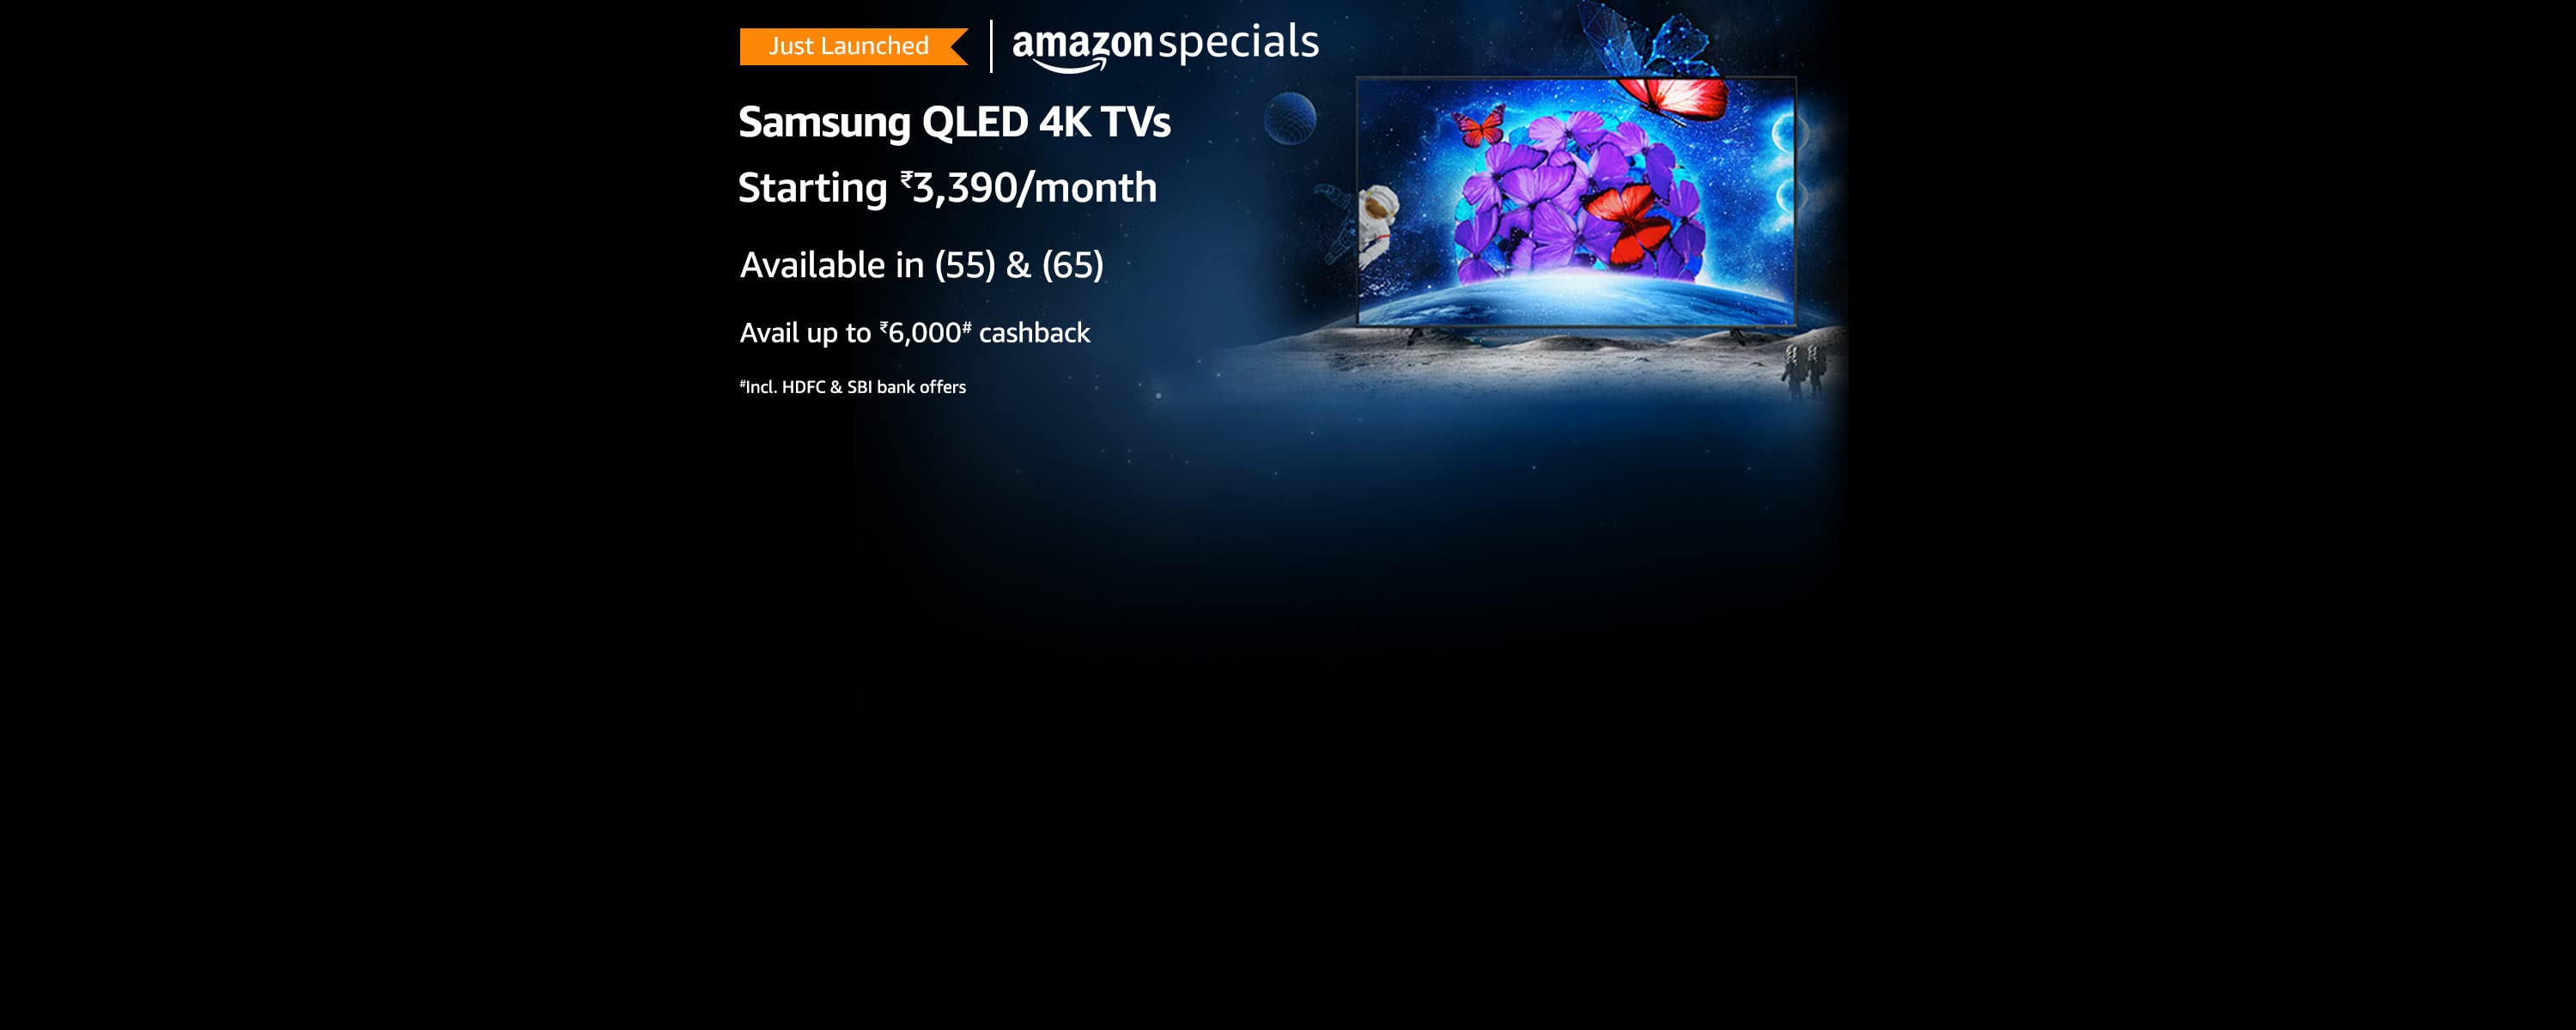 Just Launched
amazon specials
Samsung QLED 4K TVs
Starting ₹3,390/month
Available in (55) & (65)
Avail up to ₹6,000# cashback
#Incl. HDFC & SBI bank offers